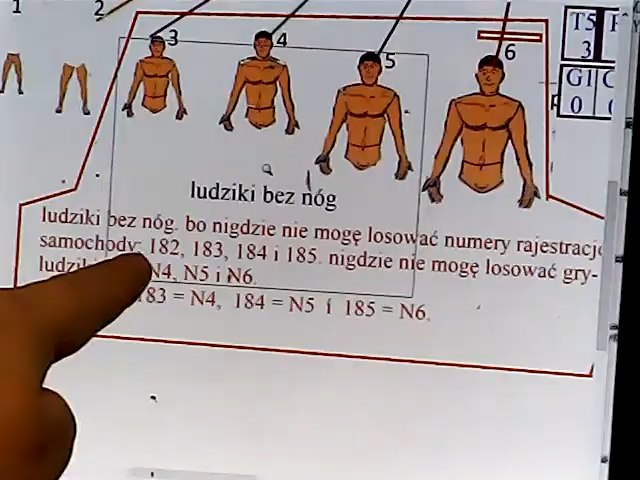 1
2
3
4
5
6
T5
3
G1
0
ludziki bez nóg
ludziki bez nóg. bo nigdzie nie mogę losować numery rajestracjo
samochody: 182, 183, 184 i 185. nigdzie nie mogę losować gry-
ludziki N4, N5 i N6.
183 = N4, 184 = N5 i 185 = N6.